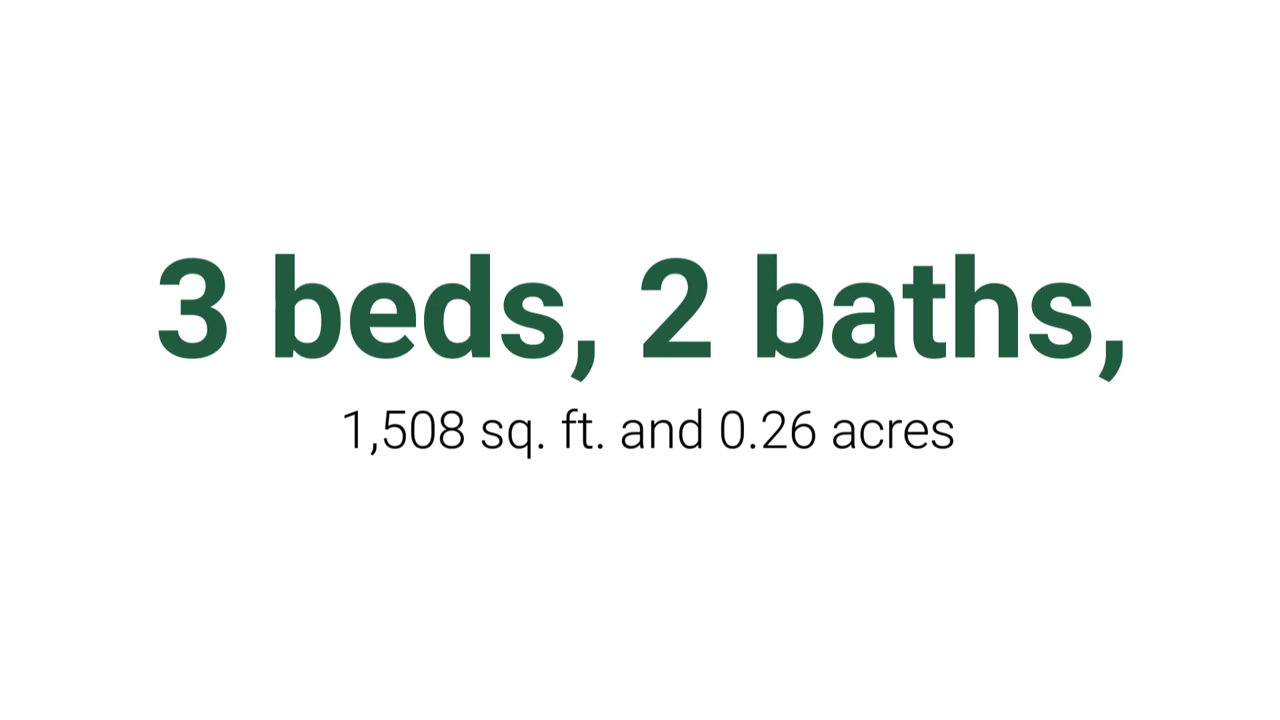 3 beds, 2 baths,
1,508 sq. ft. and 0.26 acres